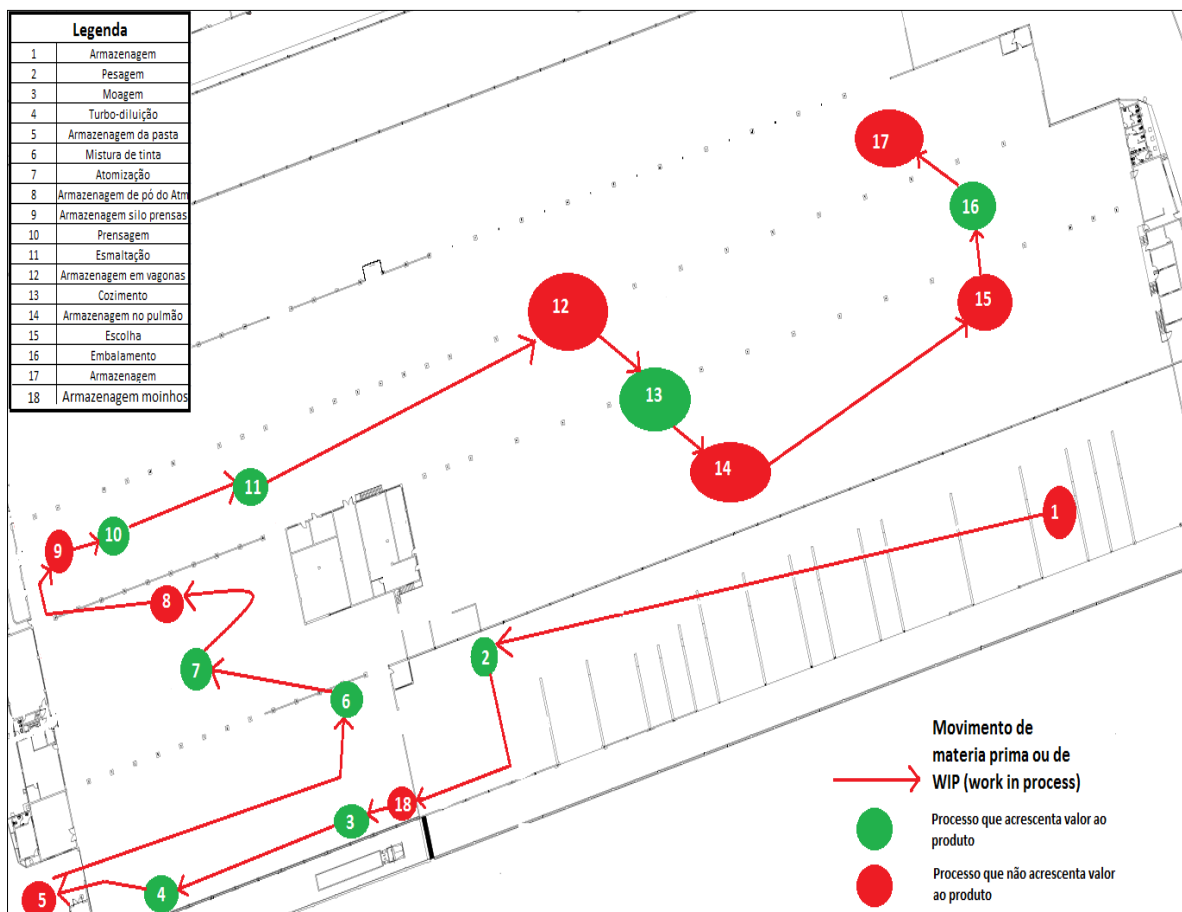 Legenda
1 Armazenagem
2 Pesagem
3 Moagem
4 Turbo-diluição
5 Armazenagem da pasta
6 Mistura de tinta
7 Atomização
8 Armazenagem de pó do Atm
9 Armazenagem silo prensas
10 Prensagem
11 Esmaltação
12 Armazenagem em vagonas
13 Cozimento
14 Armazenagem no pulmão
15 Escolha
16 Embalamento
17 Armazenagem
18 Armazenagem moinhos
17
16
15
12
13
14
11
10
9
8
7
6
1
2
18
3
4
5
Movimento de
materia prima ou de
WIP (work in process)
Processo que acrescenta valor ao
produto
Processo que não acrescenta valor
ao produto